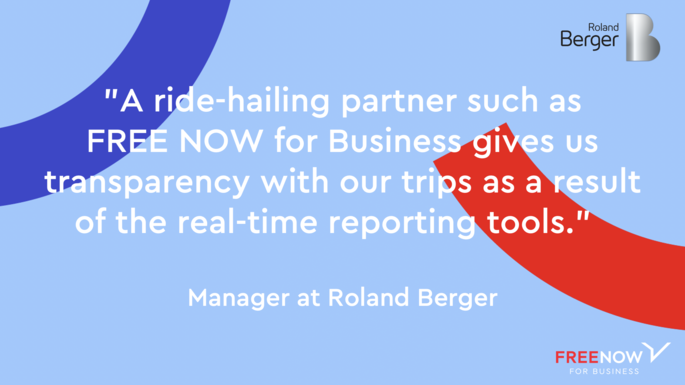 Roland
Berger
"A ride-hailing partner such as
FREE NOW for Business gives us
transparency with our trips as a result
of the real-time reporting tools."
Manager at Roland Berger
FREENOW
FOR BUSINESS